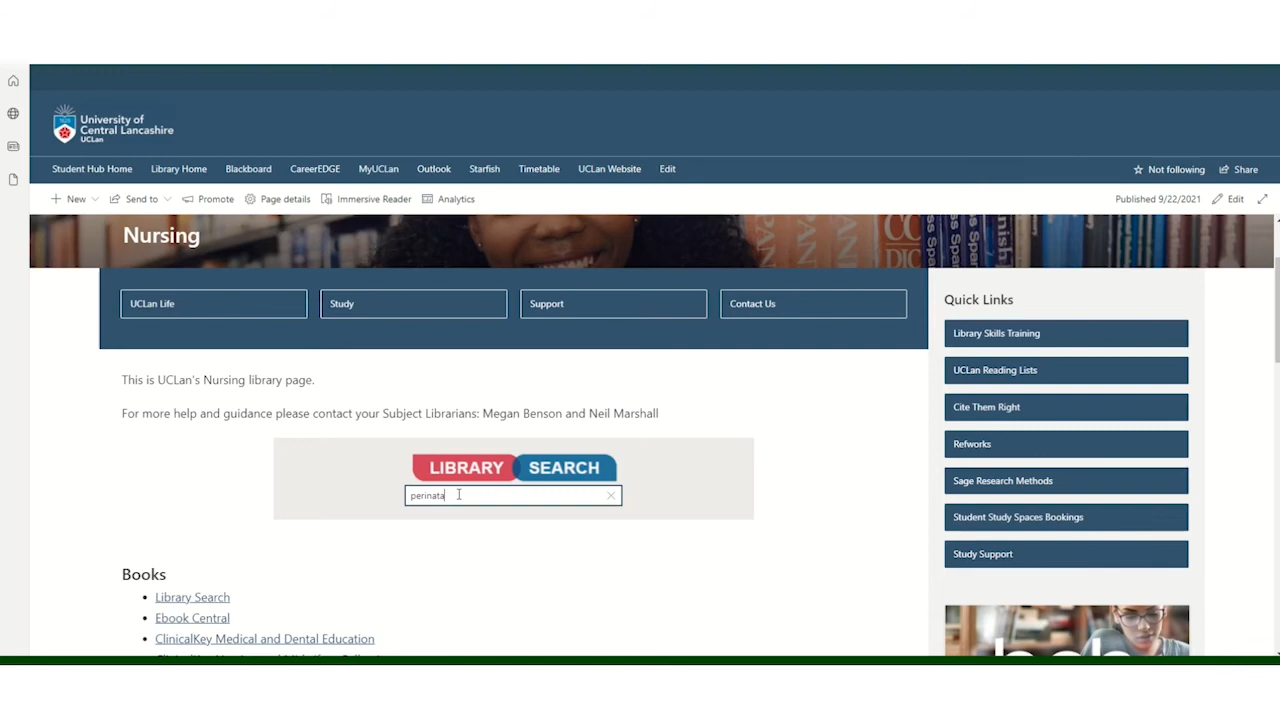 University of
Central Lancashire
UCLan
Student Hub Home Library Home Blackboard CareerEDGE MyUCLan Outlook Starfish Timetable UCLan Website Edit Not following Share
New Send to Promote Page details Immersive Reader Analytics Published 9/22/2021 Edit
Nursing
UCLan Life Study Support Contact Us
Quick Links
Library Skills Training
UCLan Reading Lists
Cite Them Right
Refworks
Sage Research Methods
Student Study Spaces Bookings
Study Support
This is UCLan's Nursing library page.
For more help and guidance please contact your Subject Librarians: Megan Benson and Neil Marshall
LIBRARY SEARCH
perinata
Books
Library Search
Ebook Central
ClinicalKey Medical and Dental Education